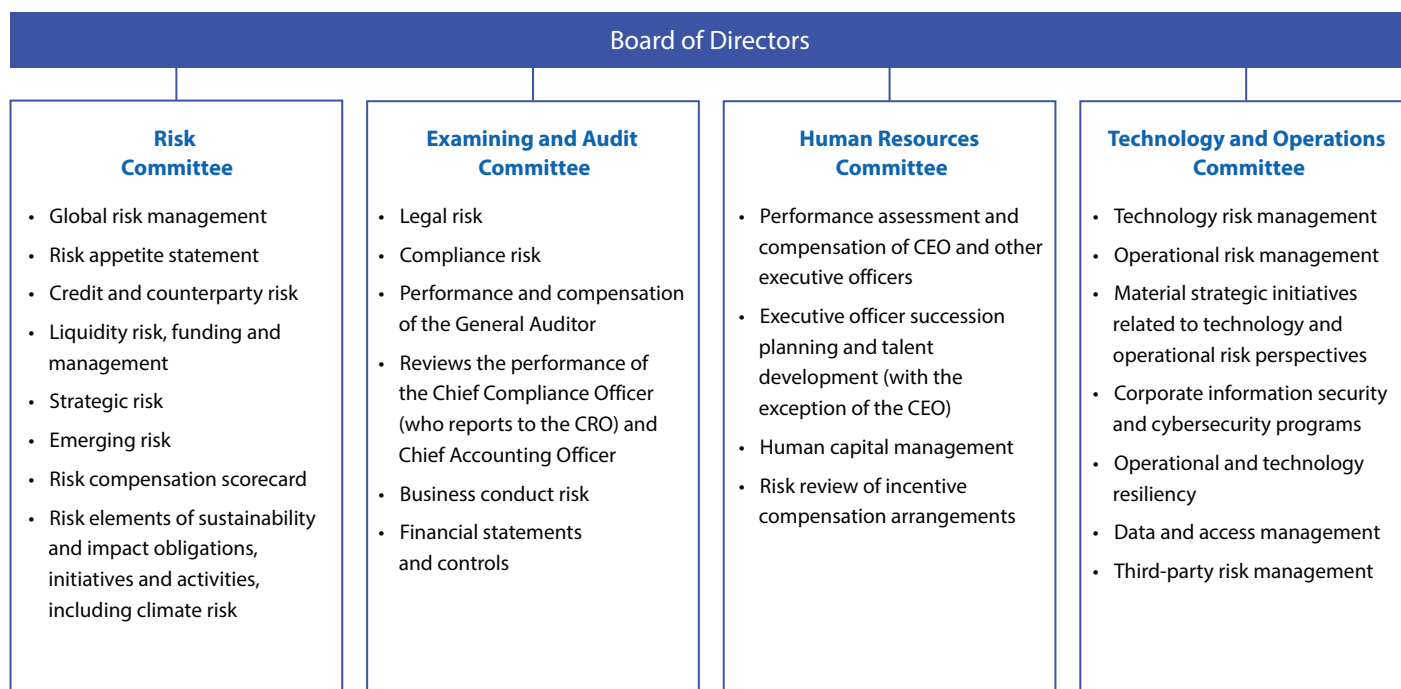 Board of Directors
Risk
Committee
• Global risk management
• Risk appetite statement
• Credit and counterparty risk
• Liquidity risk, funding and
management
• Strategic risk
• Emerging risk
• Risk compensation scorecard
• Risk elements of sustainability
and impact obligations,
initiatives and activities,
including climate risk
Examining and Audit
Committee
• Legal risk
• Compliance risk
• Performance and compensation
of the General Auditor
• Reviews the performance of
the Chief Compliance Officer
(who reports to the CRO) and
Chief Accounting Officer
• Business conduct risk
• Financial statements
and controls
Human Resources
Committee
• Performance assessment and
compensation of CEO and other
executive officers
• Executive officer succession
planning and talent
development (with the
exception of the CEO)
• Human capital management
• Risk review of incentive
compensation arrangements
Technology and Operations
Committee
• Technology risk management
• Operational risk management
• Material strategic initiatives
related to technology and
operational risk perspectives
• Corporate information security
and cybersecurity programs
• Operational and technology
resiliency
• Data and access management
• Third-party risk management